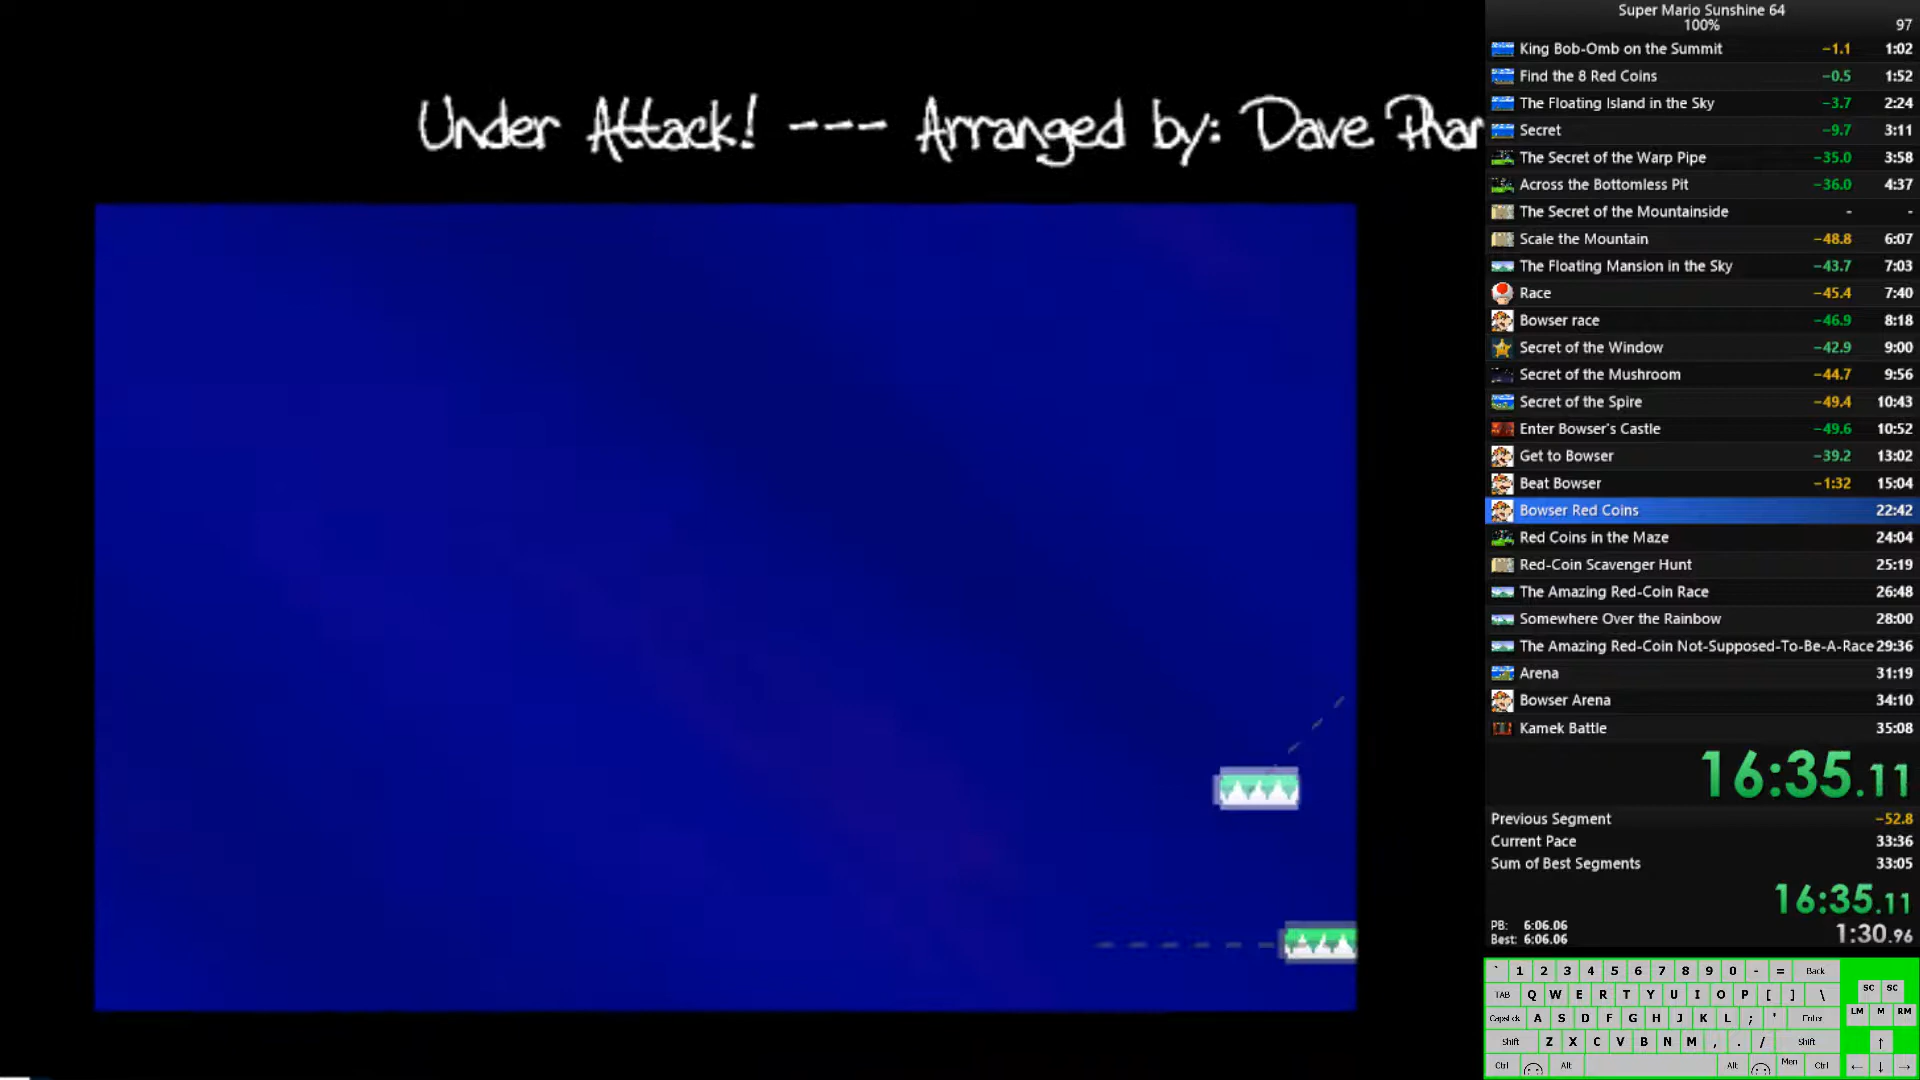 Under Attack! --- Arranged by: Dave Phar
Super Mario Sunshine 64
100%
97
King Bob-Omb on the Summit −1.1 1:02
Find the 8 Red Coins −0.5 1:52
The Floating Island in the Sky −3.7 2:24
Secret −9.7 3:11
The Secret of the Warp Pipe −35.0 3:58
Across the Bottomless Pit −36.0 4:37
The Secret of the Mountainside - -
Scale the Mountain −48.8 6:07
The Floating Mansion in the Sky −43.7 7:03
Race −45.4 7:40
Bowser race −46.9 8:18
Secret of the Window −42.9 9:00
Secret of the Mushroom −44.7 9:56
Secret of the Spire −49.4 10:43
Enter Bowser's Castle −49.6 10:52
Get to Bowser −39.2 13:02
Beat Bowser −1:32 15:04
Bowser Red Coins 22:42
Red Coins in the Maze 24:04
Red-Coin Scavenger Hunt 25:19
The Amazing Red-Coin Race 26:48
Somewhere Over the Rainbow 28:00
The Amazing Red-Coin Not-Supposed-To-Be-A-Race 29:36
Arena 31:19
Bowser Arena 34:10
Kamek Battle 35:08
16:35.11
Previous Segment −52.8
Current Pace 33:36
Sum of Best Segments 33:05
16:35.11
PB: 6:06.06
Best: 6:06.06
1:30.96
` 1 2 3 4 5 6 7 8 9 0 - = Back
TAB Q W E R T Y U I O P [ ] \
Capslck A S D F G H J K L ; ' Enter
Shift Z X C V B N M , . / Shift
Ctrl Alt Alt Men Ctrl
SC SC
LM M RM
↑
← ↓ →